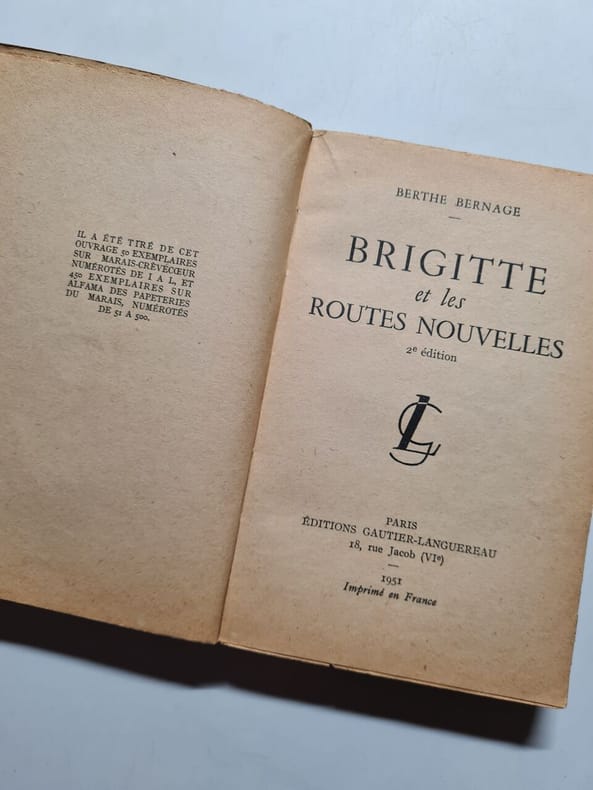 IL A ÉTÉ TIRÉ DE CET
OUVRAGE 50 EXEMPLAIRES
SUR MARAIS-CRÈVECŒUR
NUMÉROTÉS DE I A L, ET
450 EXEMPLAIRES SUR
ALFAMA DES PAPETERIES
DU MARAIS, NUMÉROTÉS
DE 51 A 500.
BERTHE BERNAGE
BRIGITTE
et les
ROUTES NOUVELLES
2e édition
LG
PARIS
ÉDITIONS GAUTIER-LANGUEREAU
18, rue Jacob (VIe)
1951
Imprimé en France